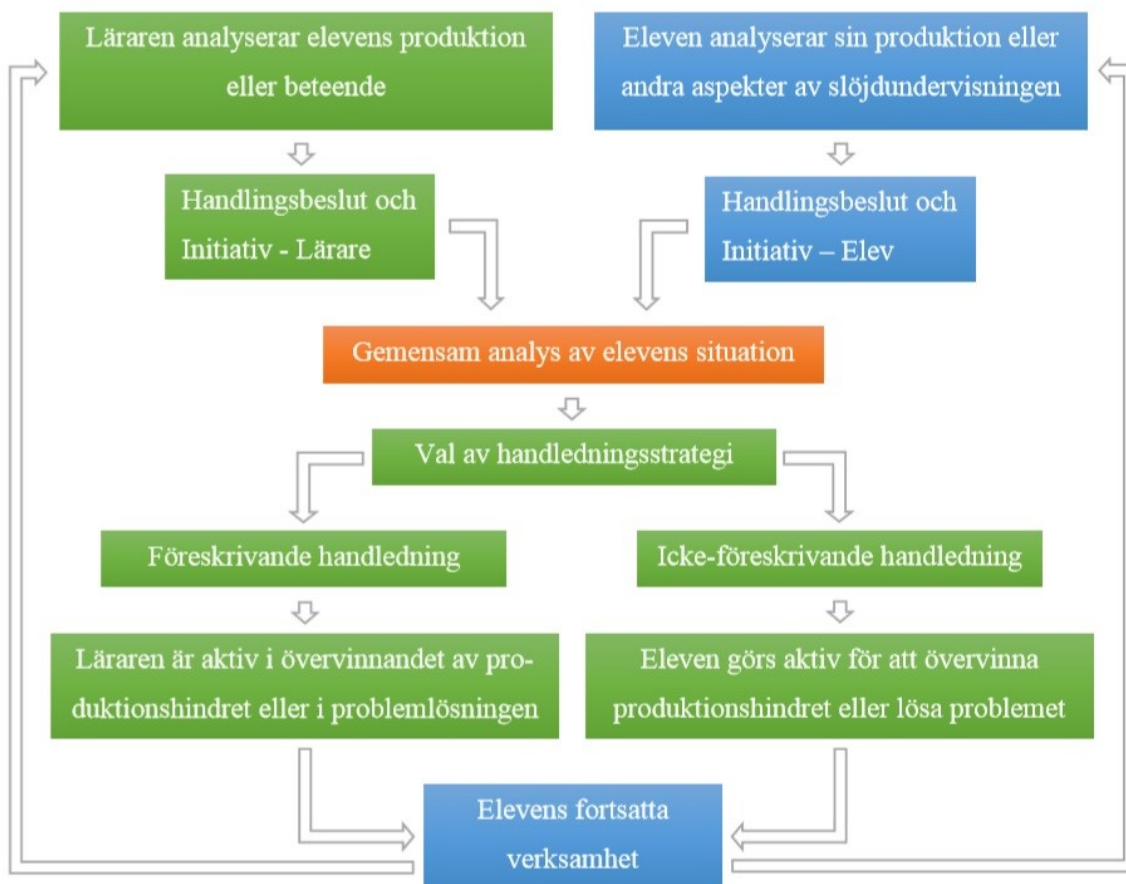 Läraren analyserar elevens produktion
eller beteende
Eleven analyserar sin produktion eller
andra aspekter av slöjdundervisningen
Handlingsbeslut och
Initiativ - Lärare
Handlingsbeslut och
Initiativ – Elev
Gemensam analys av elevens situation
Val av handledningsstrategi
Föreskrivande handledning
Icke-föreskrivande handledning
Läraren är aktiv i övervinnandet av pro-
duktionshindret eller i problemlösningen
Eleven görs aktiv för att övervinna
produktionshindret eller lösa problemet
Elevens fortsatta
verksamhet